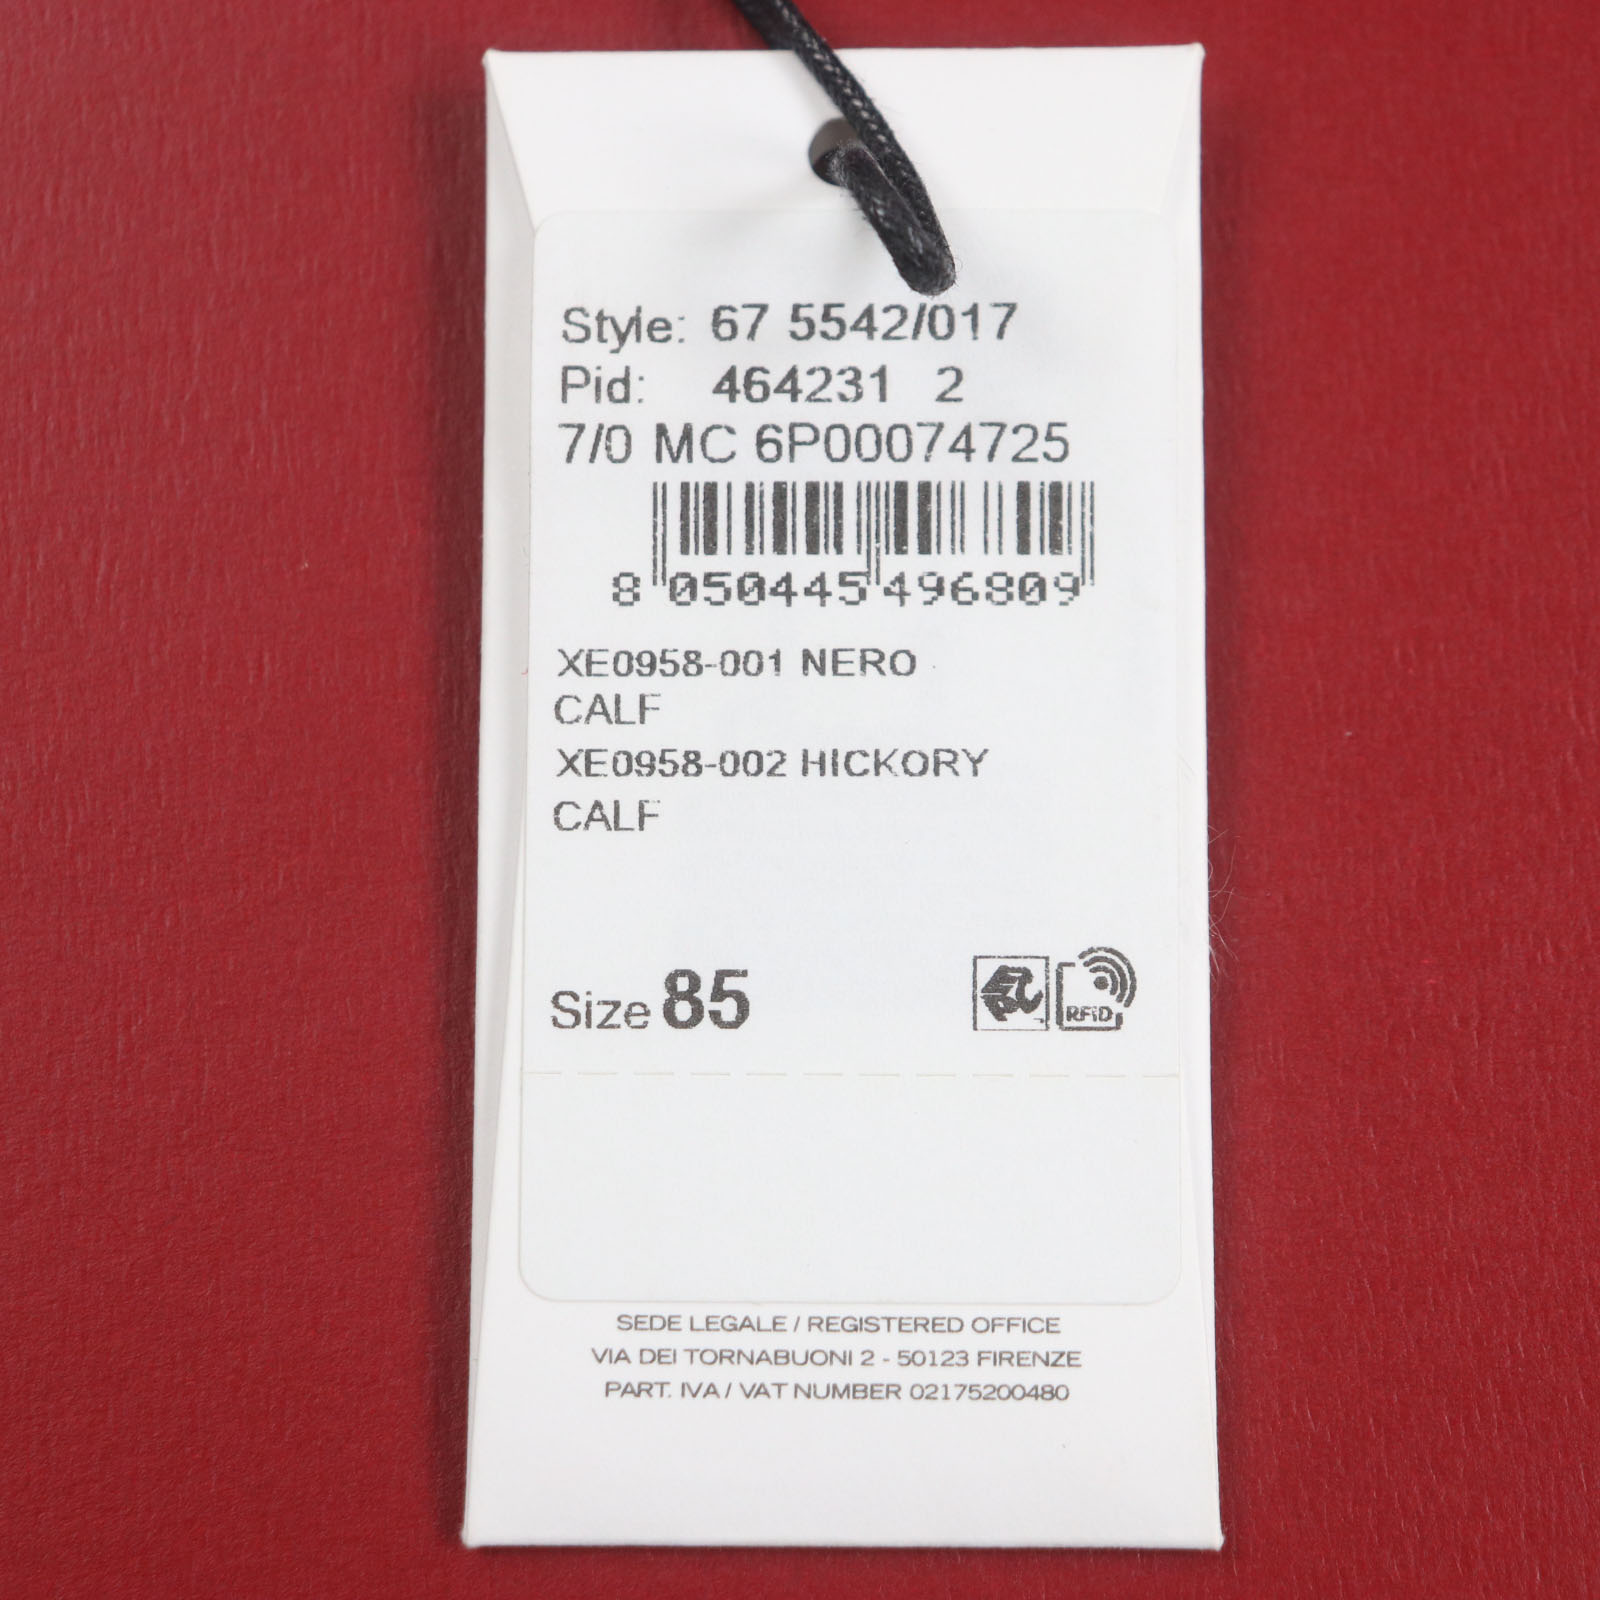 Style: 67 5542/017
Pid: 464231 2
7/0 MC 6P00074725
8 050445 496809
XE0958-001 NERO
CALF
XE0958-002 HICKORY
CALF
Size 85
RFiD
SEDE LEGALE / REGISTERED OFFICE
VIA DEI TORNABUONI 2 - 50123 FIRENZE
PART. IVA / VAT NUMBER 02175200480